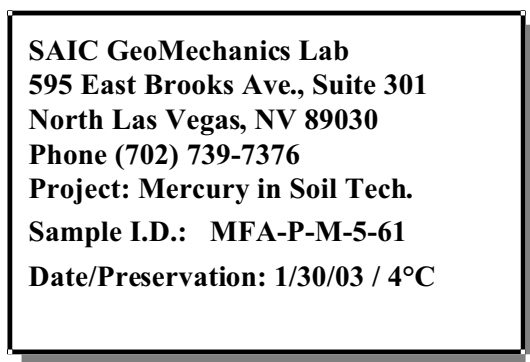 SAIC GeoMechanics Lab
595 East Brooks Ave., Suite 301
North Las Vegas, NV 89030
Phone (702) 739-7376
Project: Mercury in Soil Tech.
Sample I.D.: MFA-P-M-5-61
Date/Preservation: 1/30/03 / 4°C